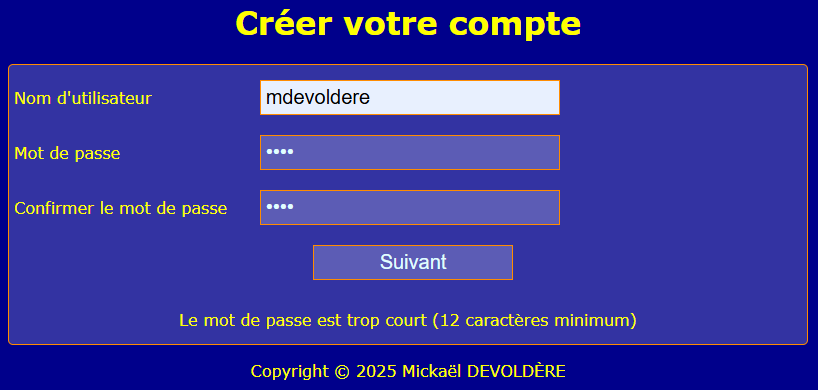 Créer votre compte
Nom d'utilisateur mdevoldere
Mot de passe ••••
Confirmer le mot de passe ••••
Suivant
Le mot de passe est trop court (12 caractères minimum)
Copyright © 2025 Mickaël DEVOLDÈRE